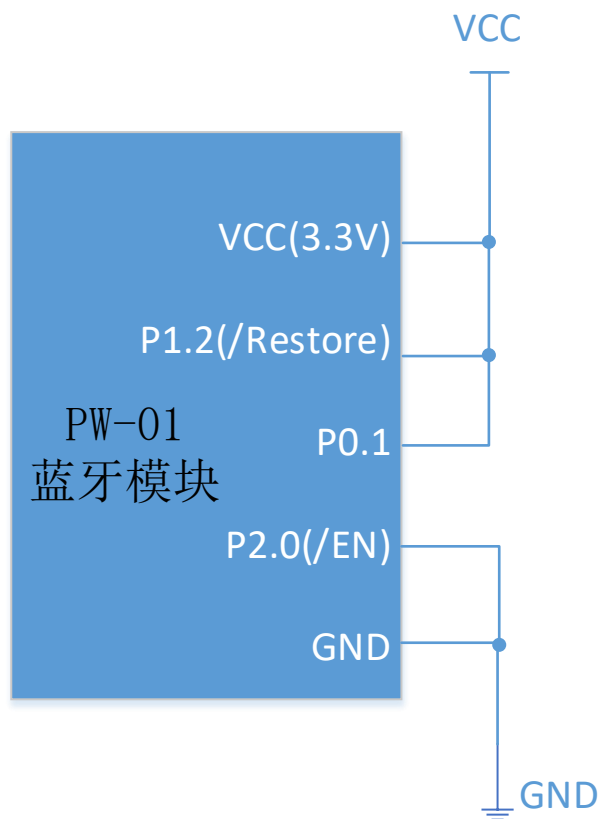 VCC
VCC(3.3V)
P1.2(/Restore)
PW-01
蓝牙模块
P0.1
P2.0(/EN)
GND
GND